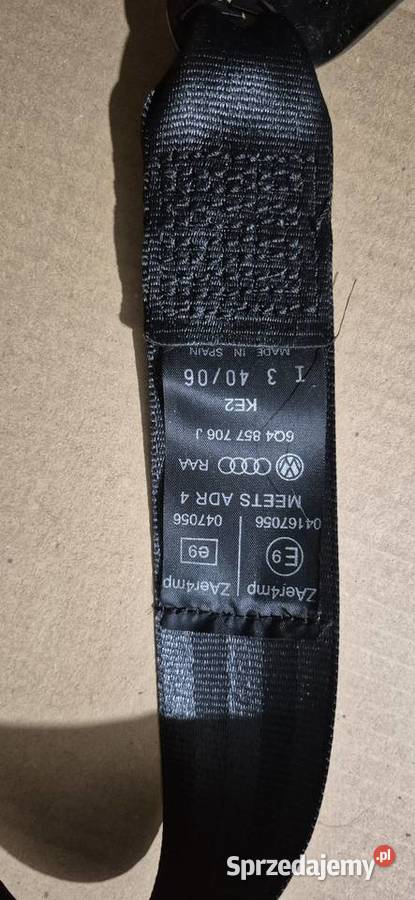 ZAer4mp ZAer4mp
E9 e9
04167056 047056
MEETS ADR 4
RAA
6Q4 857 706 J
KE2
I 3 40/06
MADE IN SPAIN
Sprzedajemy.pl